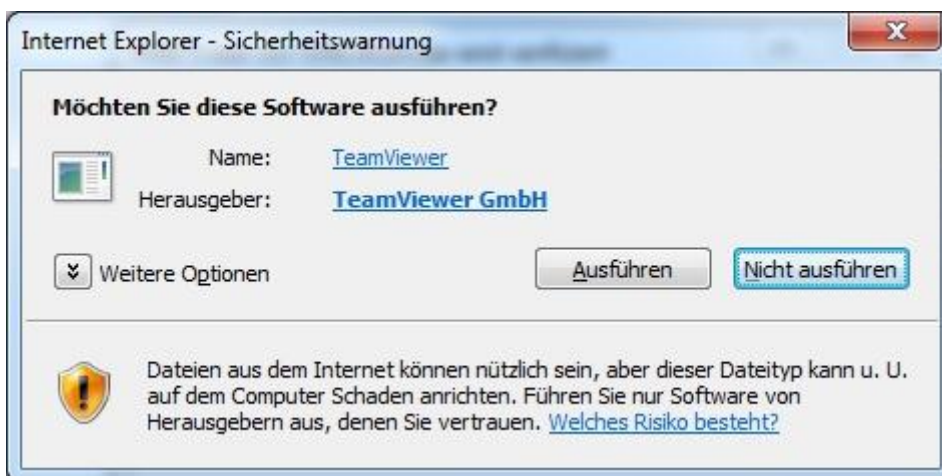 Internet Explorer - Sicherheitswarnung
Möchten Sie diese Software ausführen?
Name: TeamViewer
Herausgeber: TeamViewer GmbH
Weitere Optionen Ausführen Nicht ausführen
Dateien aus dem Internet können nützlich sein, aber dieser Dateityp kann u. U.
auf dem Computer Schaden anrichten. Führen Sie nur Software von
Herausgebern aus, denen Sie vertrauen. Welches Risiko besteht?